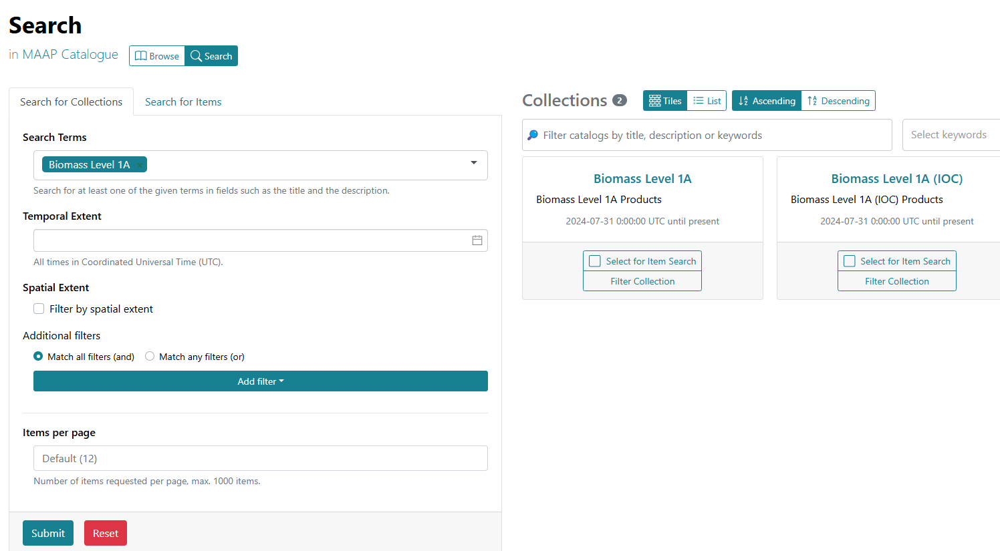 Search
in MAAP Catalogue
Browse
Search
Search for Collections
Search for Items
Search Terms
Biomass Level 1A ×
Search for at least one of the given terms in fields such as the title and the description.
Temporal Extent
All times in Coordinated Universal Time (UTC).
Spatial Extent
Filter by spatial extent
Additional filters
Match all filters (and)
Match any filters (or)
Add filter
Items per page
Default (12)
Number of items requested per page, max. 1000 items.
Submit
Reset
Collections 2
Tiles
List
Ascending
Descending
Filter catalogs by title, description or keywords
Select keywords
Biomass Level 1A
Biomass Level 1A Products
2024-07-31 0:00:00 UTC until present
Select for Item Search
Filter Collection
Biomass Level 1A (IOC)
Biomass Level 1A (IOC) Products
2024-07-31 0:00:00 UTC until present
Select for Item Search
Filter Collection